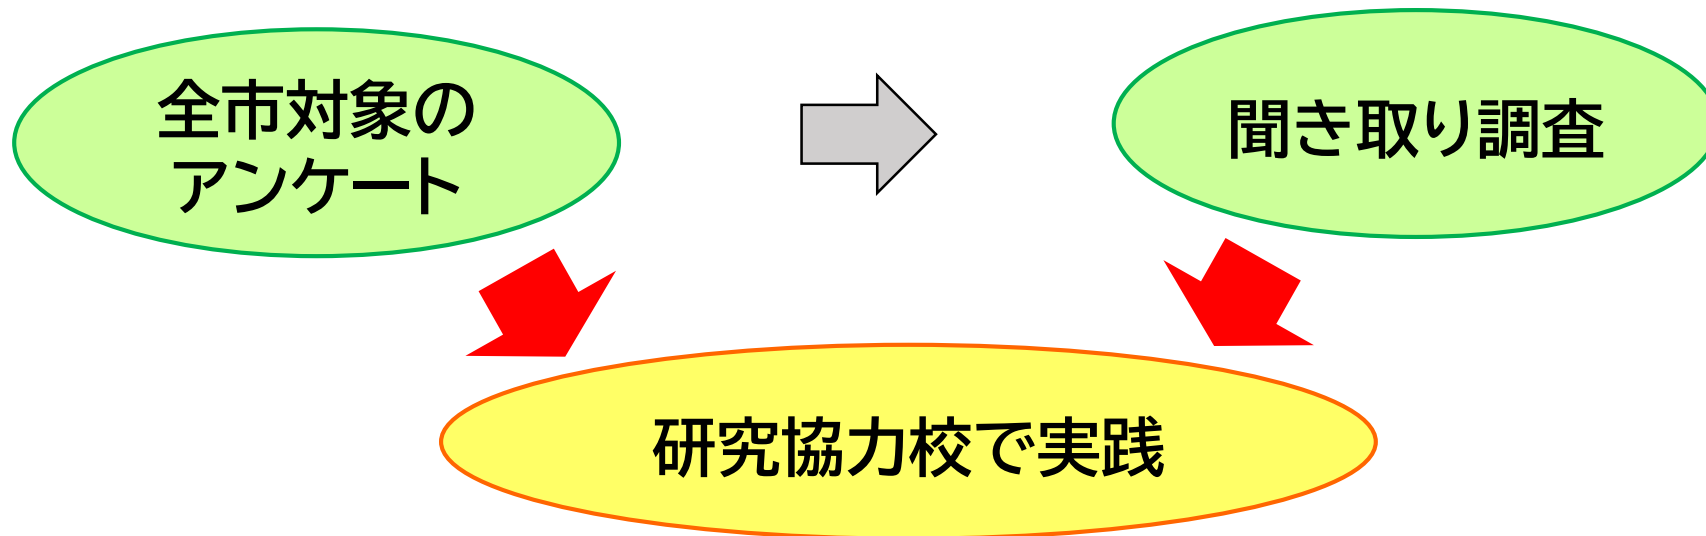 全市対象の
アンケート
聞き取り調査
研究協力校で実践